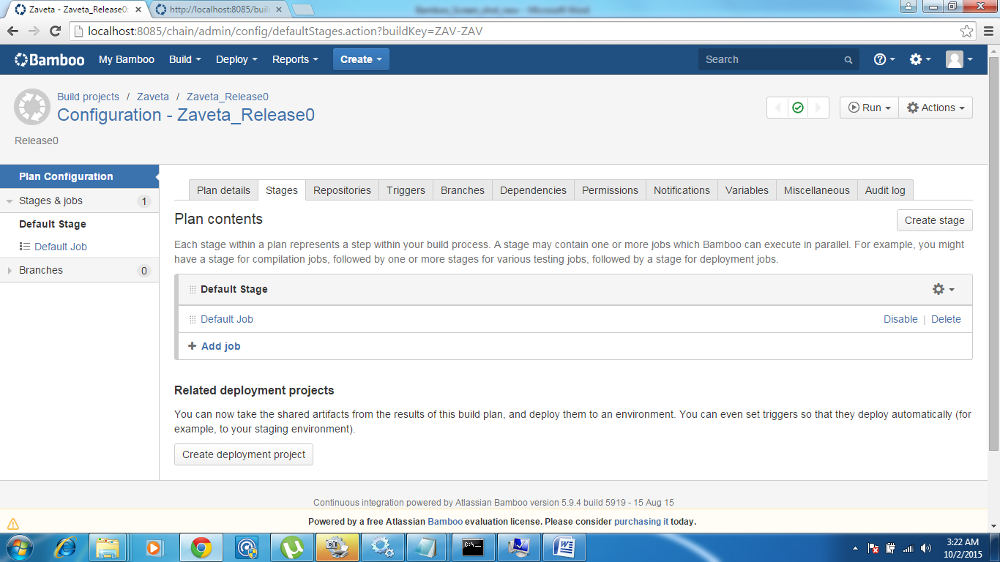 Zaveta - Zaveta_Release0:
http://localhost:8085/buil
Bamboo_Screen_shot_new - Microsoft Word
localhost:8085/chain/admin/config/defaultStages.action?buildKey=ZAV-ZAV
Bamboo My Bamboo Build Deploy Reports Create Search
Build projects / Zaveta / Zaveta_Release0
Configuration - Zaveta_Release0
Run Actions
Release0
Plan Configuration
Stages & jobs 1
Default Stage
Default Job
Branches 0
Plan details Stages Repositories Triggers Branches Dependencies Permissions Notifications Variables Miscellaneous Audit log
Plan contents
Create stage
Each stage within a plan represents a step within your build process. A stage may contain one or more jobs which Bamboo can execute in parallel. For example, you might
have a stage for compilation jobs, followed by one or more stages for various testing jobs, followed by a stage for deployment jobs.
Default Stage
Default Job Disable | Delete
+ Add job
Related deployment projects
You can now take the shared artifacts from the results of this build plan, and deploy them to an environment. You can even set triggers so that they deploy automatically (for
example, to your staging environment).
Create deployment project
Continuous integration powered by Atlassian Bamboo version 5.9.4 build 5919 - 15 Aug 15
Powered by a free Atlassian Bamboo evaluation license. Please consider purchasing it today.
3:22 AM
10/2/2015